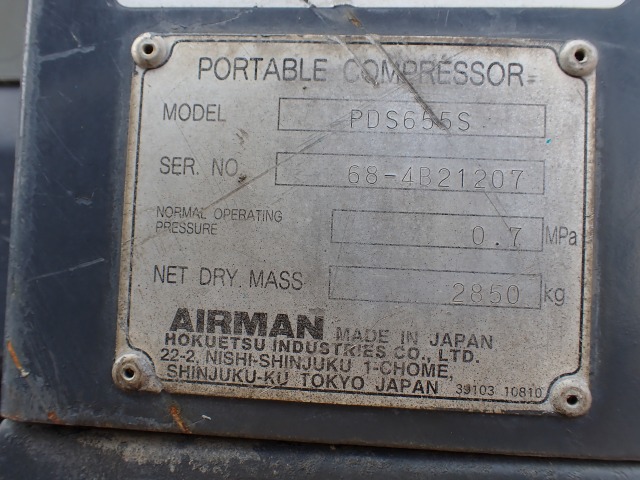 PORTABLE COMPRESSOR
MODEL PDS655S
SER. NO. 68-4B21207
NORMAL OPERATING
PRESSURE 0.7 MPa
NET DRY MASS 2850 kg
AIRMAN MADE IN JAPAN
HOKUETSU INDUSTRIES CO., LTD.
22-2, NISHI-SHINJUKU 1-CHOME,
SHINJUKU-KU TOKYO JAPAN 39103 10810